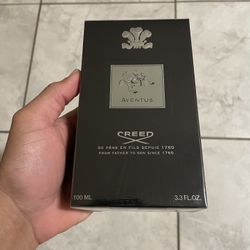 AVENTUS
CREED
DE PÈRE EN FILS DEPUIS 1760
FROM FATHER TO SON SINCE 1760
100 ML 3.3 FL.OZ.